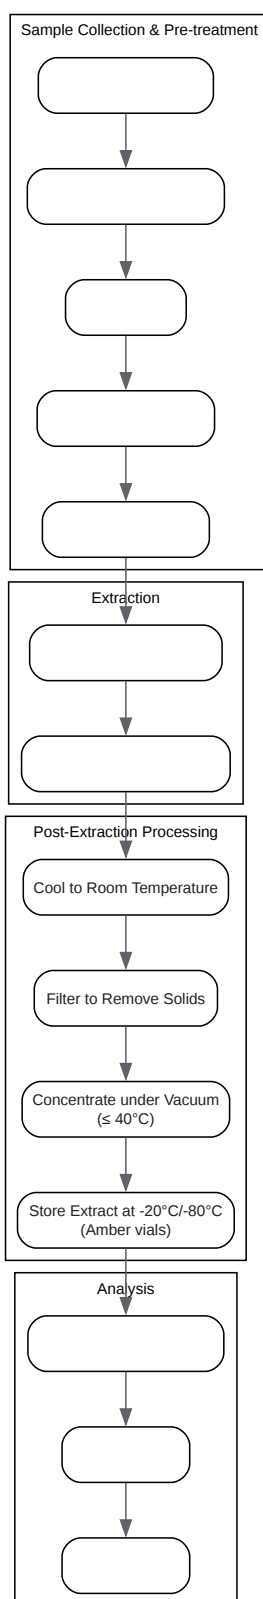 Sample Collection & Pre-treatment
Extraction
Post-Extraction Processing
Cool to Room Temperature
Filter to Remove Solids
Concentrate under Vacuum
(≤ 40°C)
Store Extract at -20°C/-80°C
(Amber vials)
Analysis